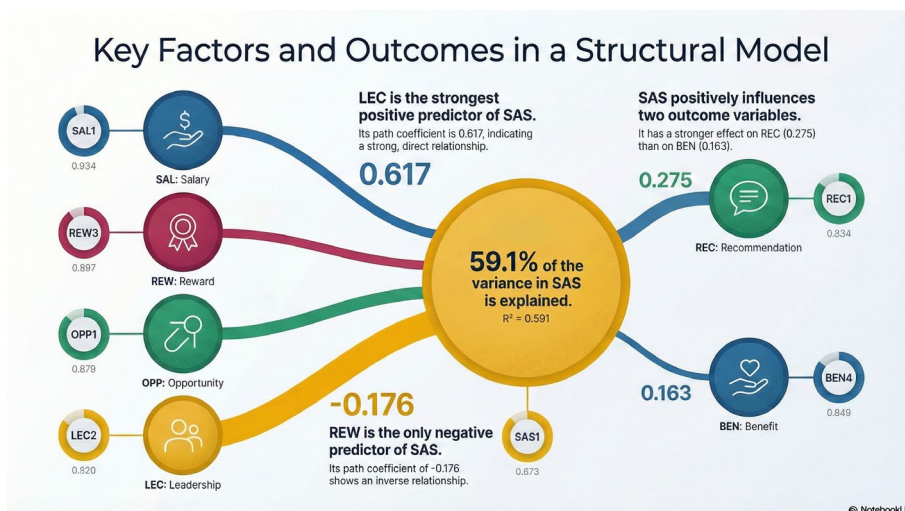 Key Factors and Outcomes in a Structural Model
LEC is the strongest
positive predictor of SAS.
Its path coefficient is 0.617, indicating
a strong, direct relationship.
0.617
SAS positively influences
two outcome variables.
It has a stronger effect on REC (0.275)
than on BEN (0.163).
0.275
SAL1
0.934
$
SAL: Salary
REW3
0.897
REW: Reward
OPP1
0.879
OPP: Opportunity
LEC2
0.820
LEC: Leadership
59.1% of the
variance in SAS
is explained.
R² = 0.591
-0.176
REW is the only negative
predictor of SAS.
Its path coefficient of -0.176
shows an inverse relationship.
SAS1
0.673
REC1
0.834
REC: Recommendation
0.163
BEN4
0.849
BEN: Benefit